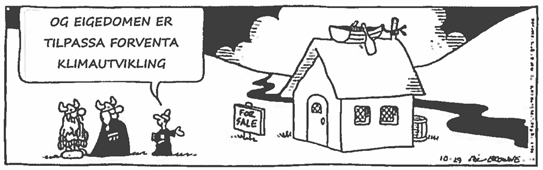 OG EIGEDOMEN ER
TILPASSA FORVENTA
KLIMAUTVIKLING
FOR
SALE
10-29